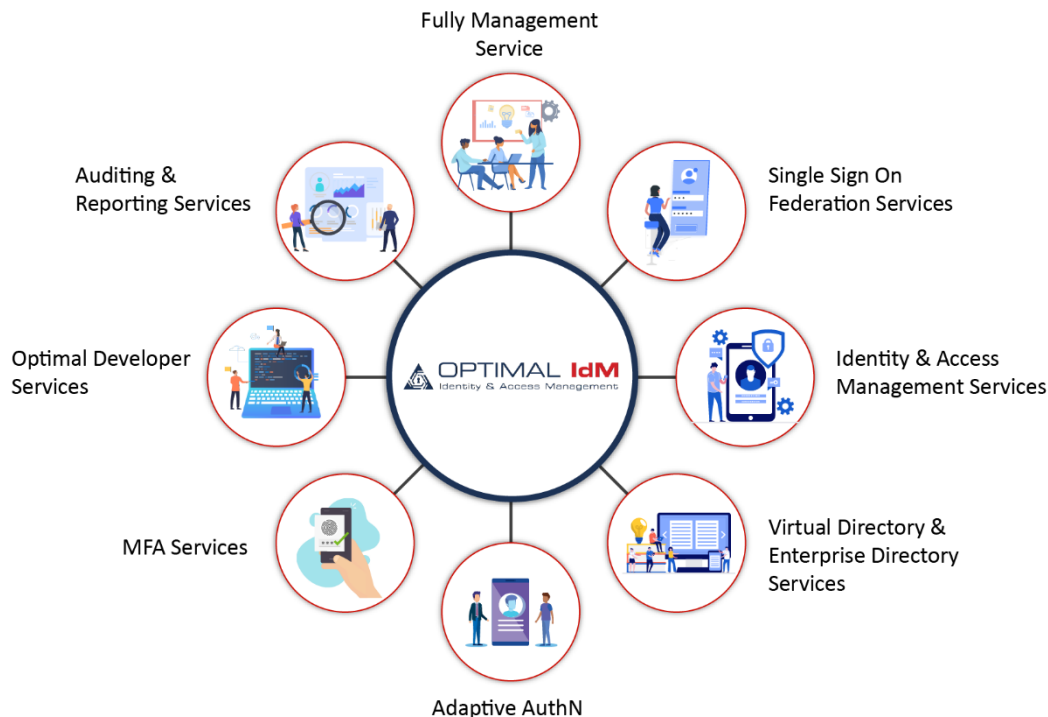 Fully Management
Service
Auditing &
Reporting Services
Single Sign On
Federation Services
Optimal Developer
Services
OPTIMAL IdM
Identity & Access Management
Identity & Access
Management Services
MFA Services
Virtual Directory &
Enterprise Directory
Services
Adaptive AuthN